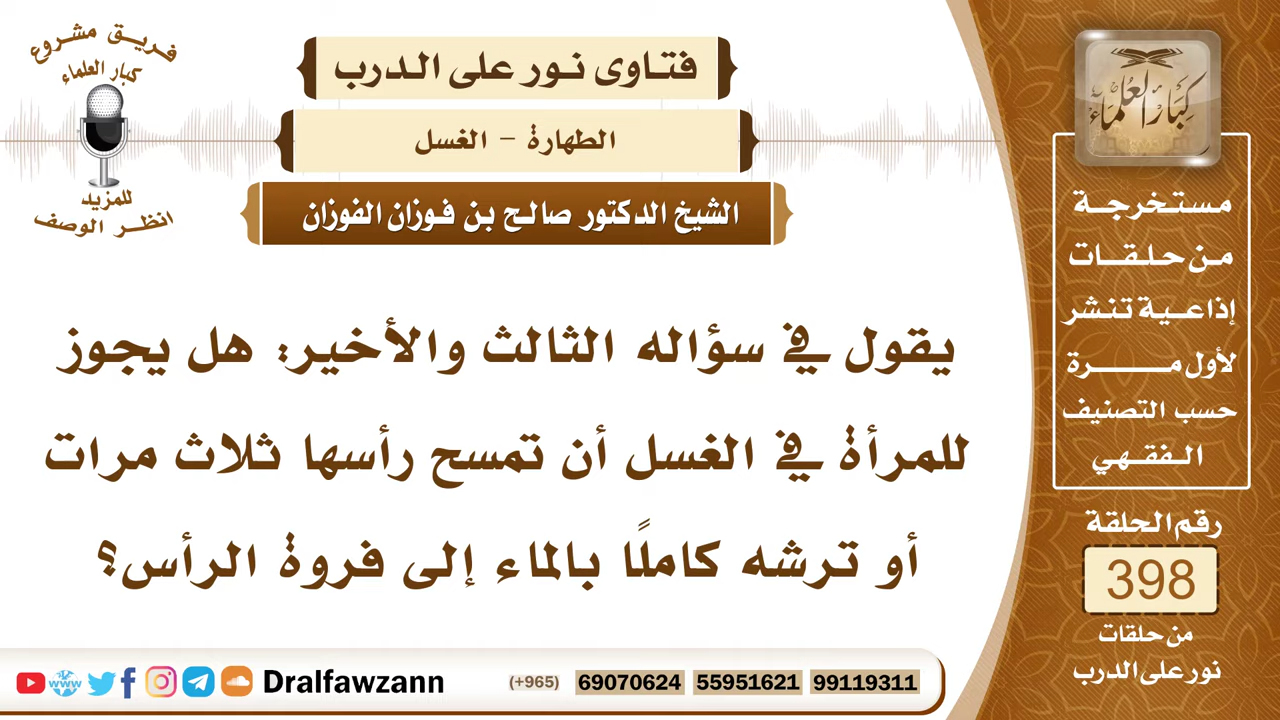 فريق مشروع
كبار العلماء
للمزيد
انظر الوصف
فتاوى نور على الدرب
الطهارة - الغسل
الشيخ الدكتور صالح بن فوزان الفوزان
يقول في سؤاله الثالث والأخير: هل يجوز
للمرأة في الغسل أن تمسح رأسها ثلاث مرات
أو ترشه كاملًا بالماء إلى فروة الرأس؟
كبار العلماء
مستخرجة
من حلقات
إذاعية تنشر
لأول مرة
حسب التصنيف
الفقهي
رقم الحلقة
398
من حلقات
نور على الدرب
www
Dralfawzann
(+965) 69070624 55951621 99119311